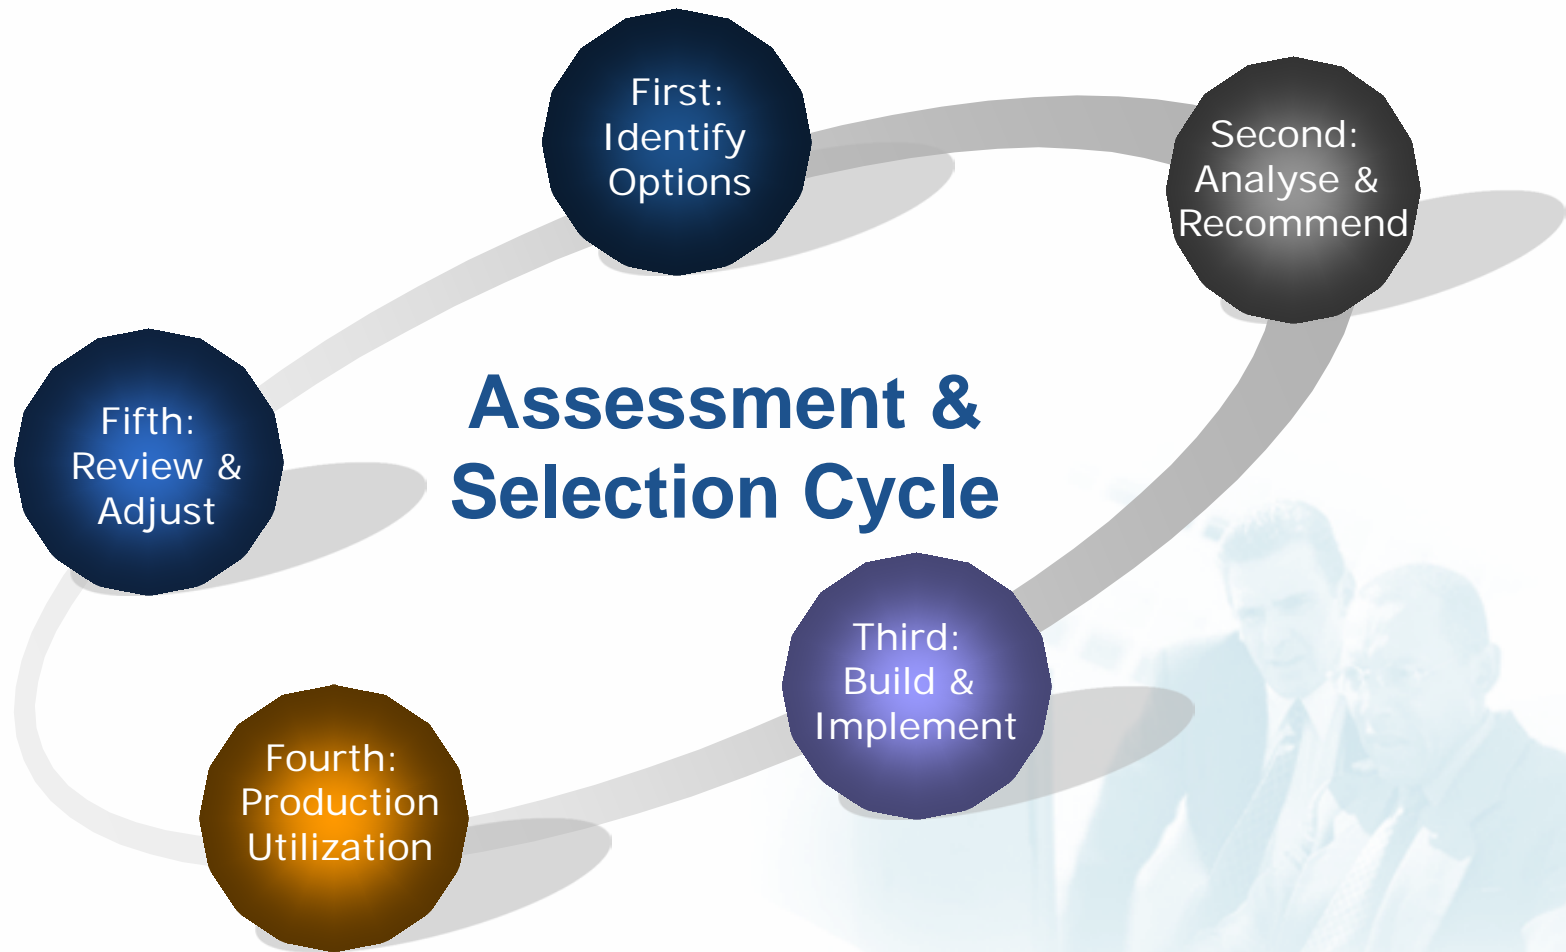 First:
Identify
Options
Second:
Analyse &
Recommend
Assessment &
Selection Cycle
Fifth:
Review &
Adjust
Third:
Build &
Implement
Fourth:
Production
Utilization